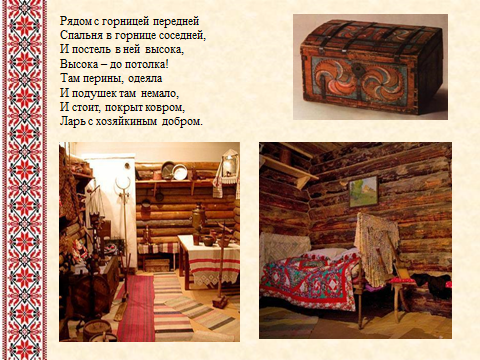 Рядом с горницей передней
Спальня в горнице соседней,
И постель в ней высока,
Высока – до потолка!
Там перины, одеяла
И подушек там немало,
И стоит, покрыт ковром,
Ларь с хозяйкиным добром.